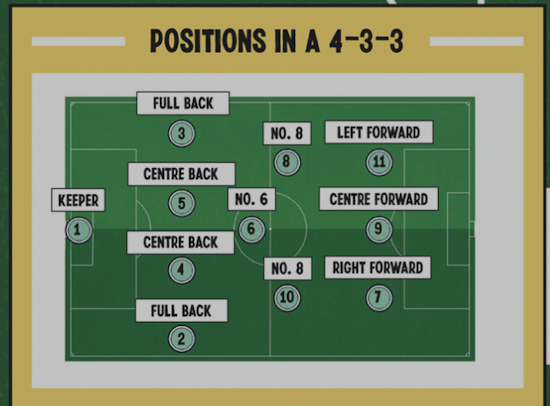 POSITIONS IN A 4-3-3
FULL BACK
3
NO. 8
8
LEFT FORWARD
11
CENTRE BACK
5
KEEPER
1
NO. 6
6
CENTRE FORWARD
9
CENTRE BACK
4
NO. 8
10
RIGHT FORWARD
7
FULL BACK
2